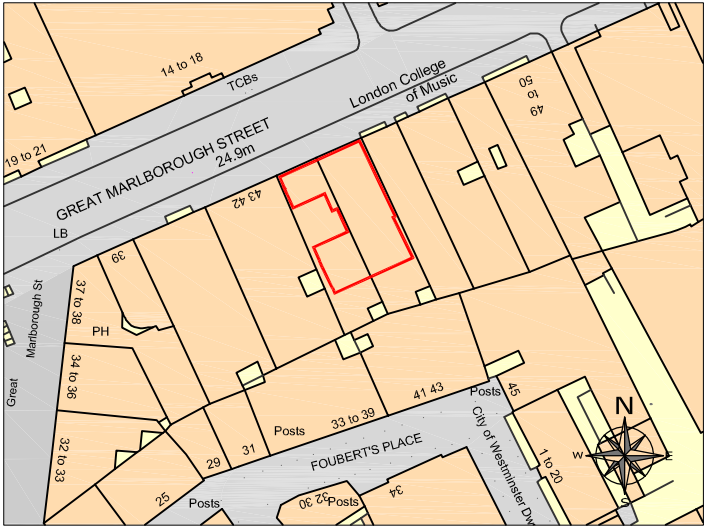 14 to 18
TCBs
London College
of Music
50
to
49
19 to 21
GREAT MARLBOROUGH STREET
24.9m
43 42
LB
39
37 to 38
Marlborough St
Great
PH
34 to 36
32 to 33
41 43
Posts
45
33 to 39
Posts
31
29
FOUBERT'S PLACE
City of Westminster Dw
25
Posts
32
30
Posts
34
1 to 20
N
W
E
S